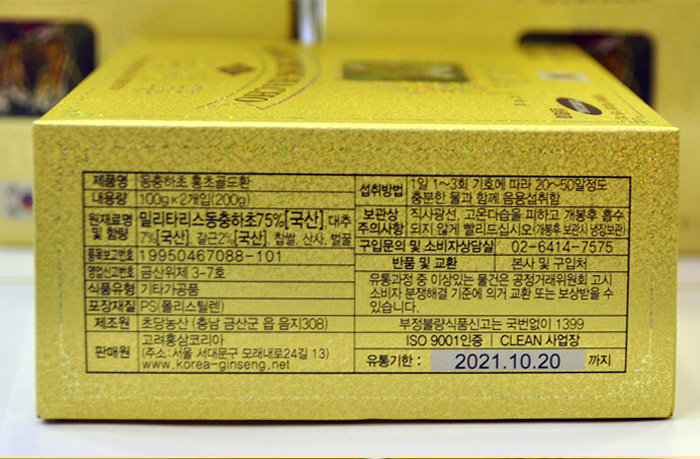 제품명 동충하초 홍초골드환
내용량 100g×2개입(200g)
원재료명 및 함량 밀리타리스동충하초75%[국산], 대추
7%[국산], 갈근2%[국산], 찹쌀, 산사, 벌꿀
품목보고번호 19950467088-101
영업신고번호 금산위제 3-7호
식품유형 기타가공품
포장재질 PS(폴리스틸렌)
제조원 초당농산 (충남 금산군 읍 음지308)
판매원 고려홍삼코리아
(주소:서울 서대문구 모래내로24길 13)
www.korea-ginseng.net
섭취방법 1일 1~3회 기호에 따라 20~50알정도
충분한 물과 함께 음용섭취함
보관상 주의사항 직사광선, 고온다습을 피하고 개봉후 흡수
되지 않게 빨리드십시오(개봉후 보관시 냉장보관)
구입문의 및 소비자상담실 02-6414-7575
반품 및 교환 본사 및 구입처
유통과정 중 이상있는 물건은 공정거래위원회 고시
소비자 분쟁해결 기준에 의거 교환 또는 보상받을 수
있습니다.
부정불량식품신고는 국번없이 1399
ISO 9001인증 | CLEAN 사업장
유통기한 : 2021.10.20 까지